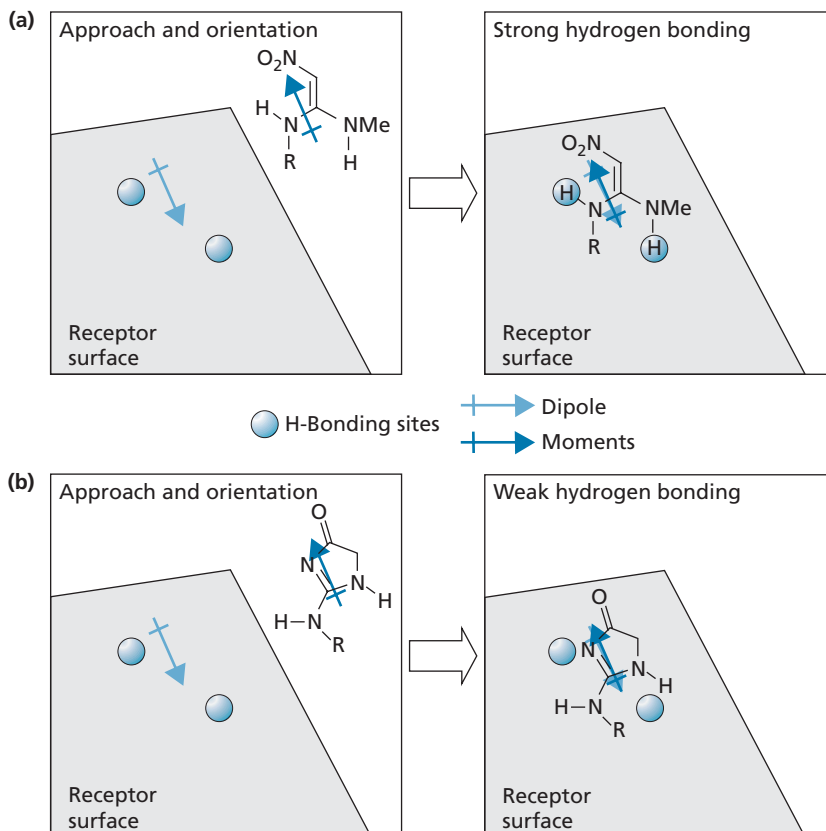 (a)
Approach and orientation
O₂N
H
N
NMe
R
H
Receptor
surface
Strong hydrogen bonding
O₂N
H
N
NMe
R
H
Receptor
surface
H-Bonding sites
Dipole
Moments
(b)
Approach and orientation
O
N
N
H
H–N
R
Receptor
surface
Weak hydrogen bonding
O
N
N
H
H–N
R
Receptor
surface